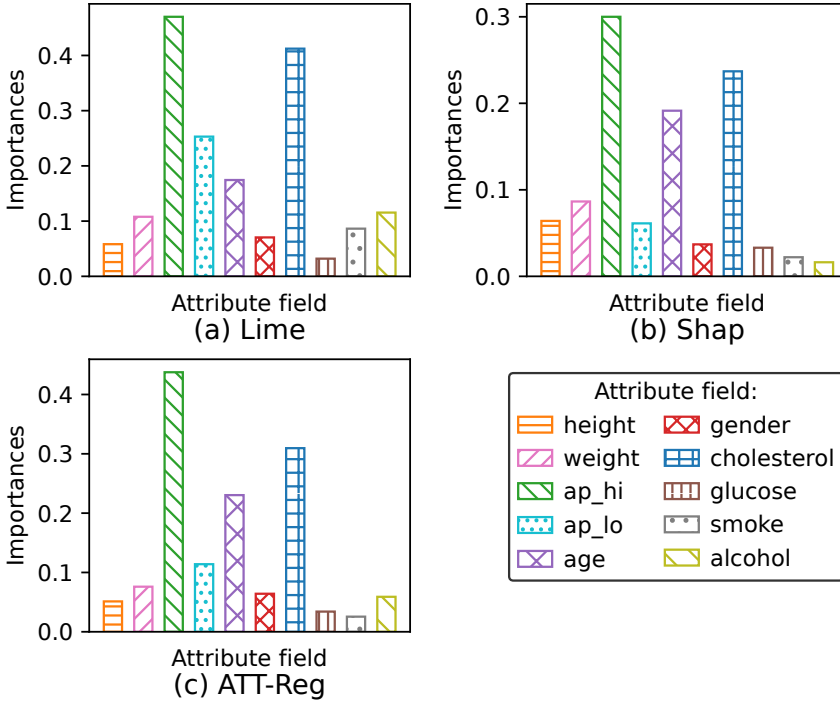 Importances
0.4
0.3
0.2
0.1
0.0
Attribute field
(a) Lime
Importances
0.3
0.2
0.1
0.0
Attribute field
(b) Shap
Importances
0.4
0.3
0.2
0.1
0.0
Attribute field
(c) ATT-Reg
Attribute field:
height
weight
ap_hi
ap_lo
age
gender
cholesterol
glucose
smoke
alcohol